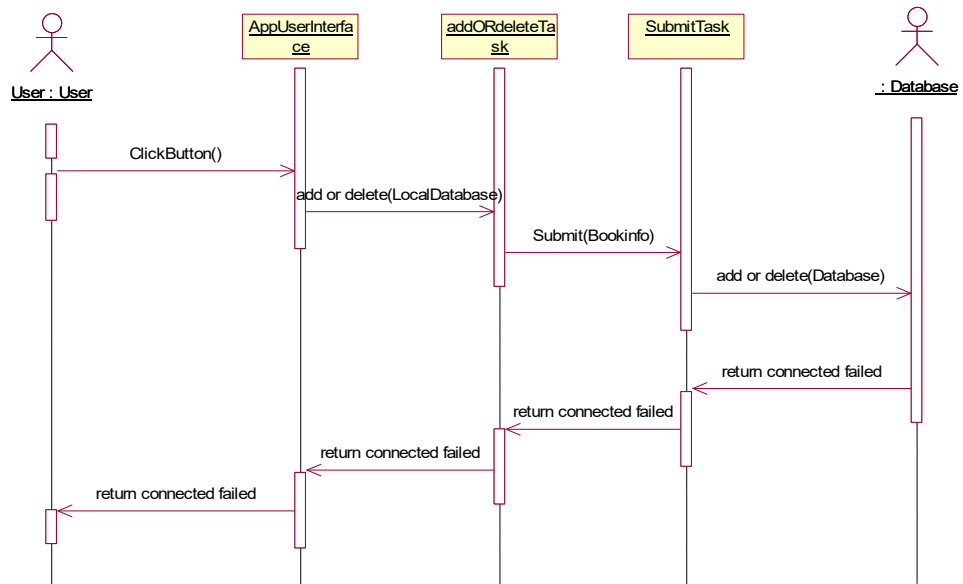 AppUserInterfa
ce
addORdeleteTa
sk
SubmitTask
User : User
: Database
ClickButton()
add or delete(LocalDatabase)
Submit(Bookinfo)
add or delete(Database)
return connected failed
return connected failed
return connected failed
return connected failed